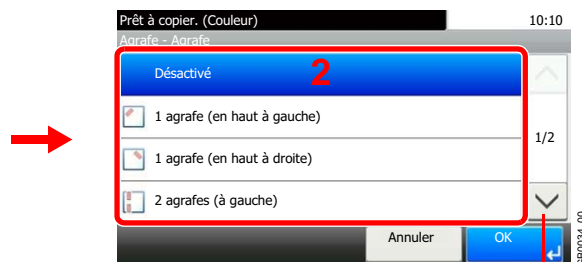 Prêt à copier. (Couleur) 10:10
Agrafe - Agrafe
Désactivé 2
1 agrafe (en haut à gauche)
1/2
1 agrafe (en haut à droite)
2 agrafes (à gauche)
Annuler OK